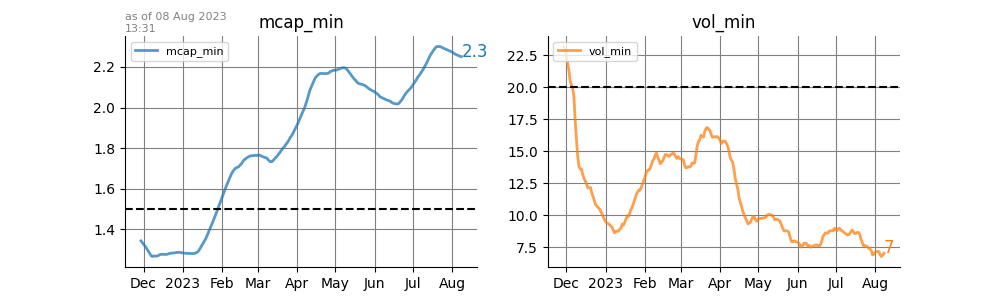 as of 08 Aug 2023
13:31
mcap_min
mcap_min
2.3
2.2
2.0
1.8
1.6
1.4
Dec 2023 Feb Mar Apr May Jun Jul Aug
vol_min
vol_min
22.5
20.0
17.5
15.0
12.5
10.0
7.5
7
Dec 2023 Feb Mar Apr May Jun Jul Aug